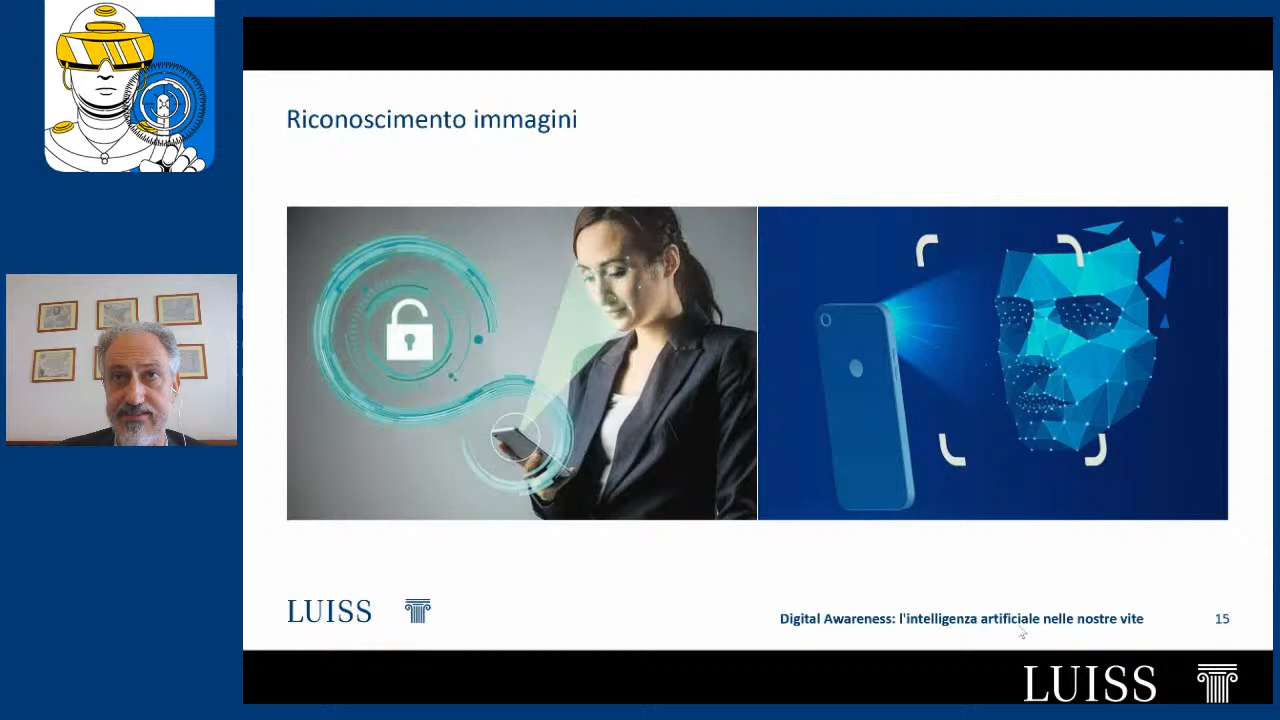 Riconoscimento immagini
LUISS
Digital Awareness: l'intelligenza artificiale nelle nostre vite
15
LUISS